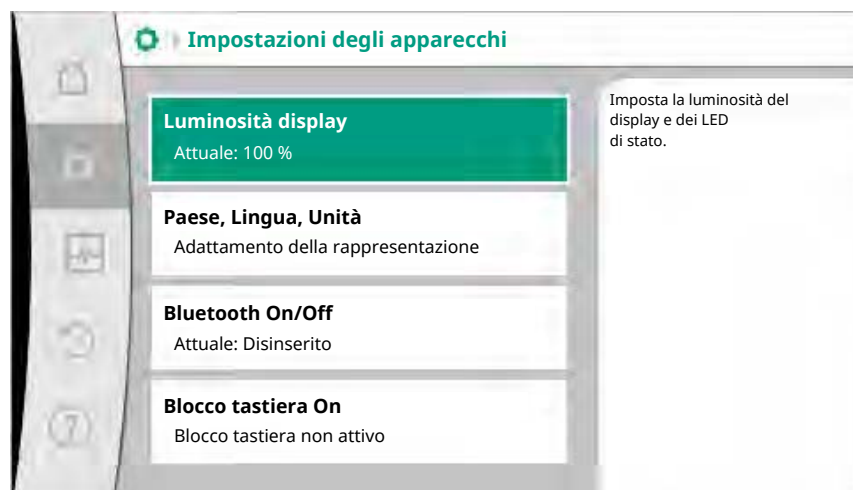 Impostazioni degli apparecchi
Luminosità display
Attuale: 100 %
Paese, Lingua, Unità
Adattamento della rappresentazione
Bluetooth On/Off
Attuale: Disinserito
Blocco tastiera On
Blocco tastiera non attivo
Imposta la luminosità del
display e dei LED
di stato.